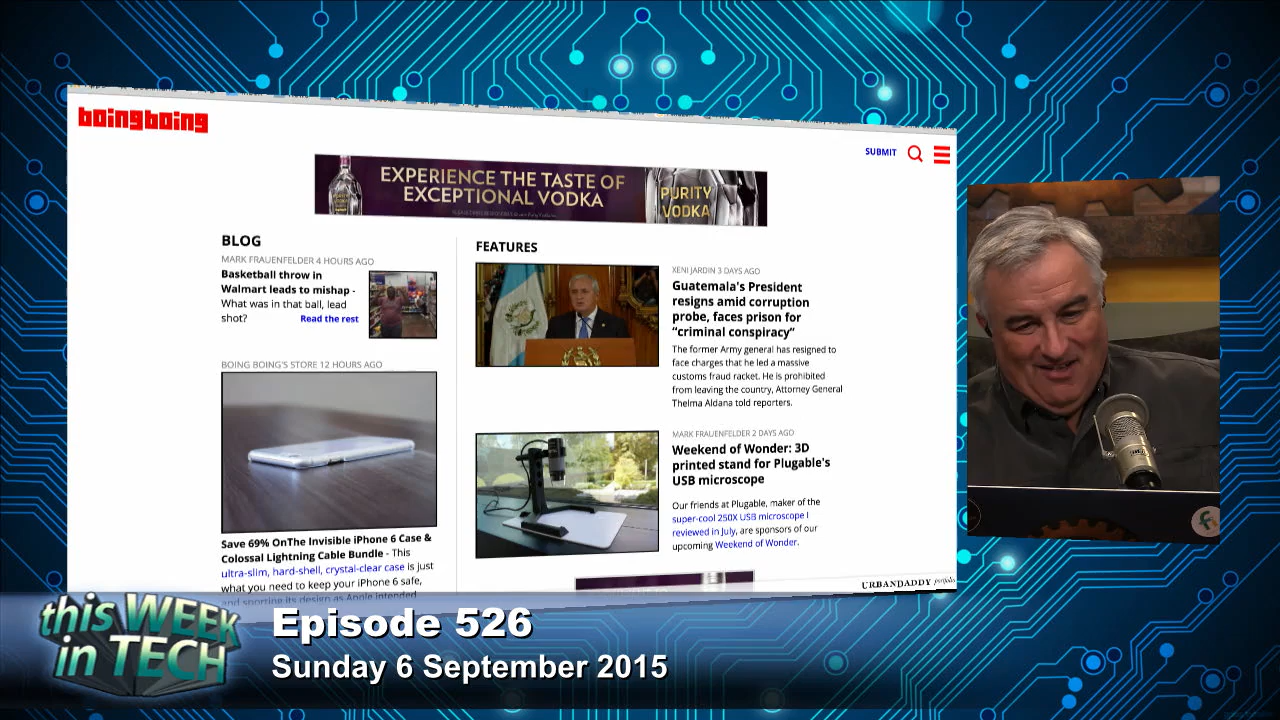 boingboing
SUBMIT
EXPERIENCE THE TASTE OF
EXCEPTIONAL VODKA
PURITY
VODKA
BLOG
MARK FRAUENFELDER 4 HOURS AGO
Basketball throw in
Walmart leads to mishap -
What was in that ball, lead
shot? Read the rest
BOING BOING'S STORE 12 HOURS AGO
Save 69% OnThe Invisible iPhone 6 Case &
Colossal Lightning Cable Bundle - This
ultra-slim, hard-shell, crystal-clear case is just
what you need to keep your iPhone 6 safe,
and sporting its design as Apple intended
FEATURES
XENI JARDIN 3 DAYS AGO
Guatemala's President
resigns amid corruption
probe, faces prison for
“criminal conspiracy”
The former Army general has resigned to
face charges that he led a massive
customs fraud racket. He is prohibited
from leaving the country, Attorney General
Thelma Aldana told reporters.
MARK FRAUENFELDER 2 DAYS AGO
Weekend of Wonder: 3D
printed stand for Plugable's
USB microscope
Our friends at Plugable, maker of the
super-cool 250X USB microscope I
reviewed in July, are sponsors of our
upcoming Weekend of Wonder.
URBANDADDY portfolio
this WEEK
in TECH
Episode 526
Sunday 6 September 2015